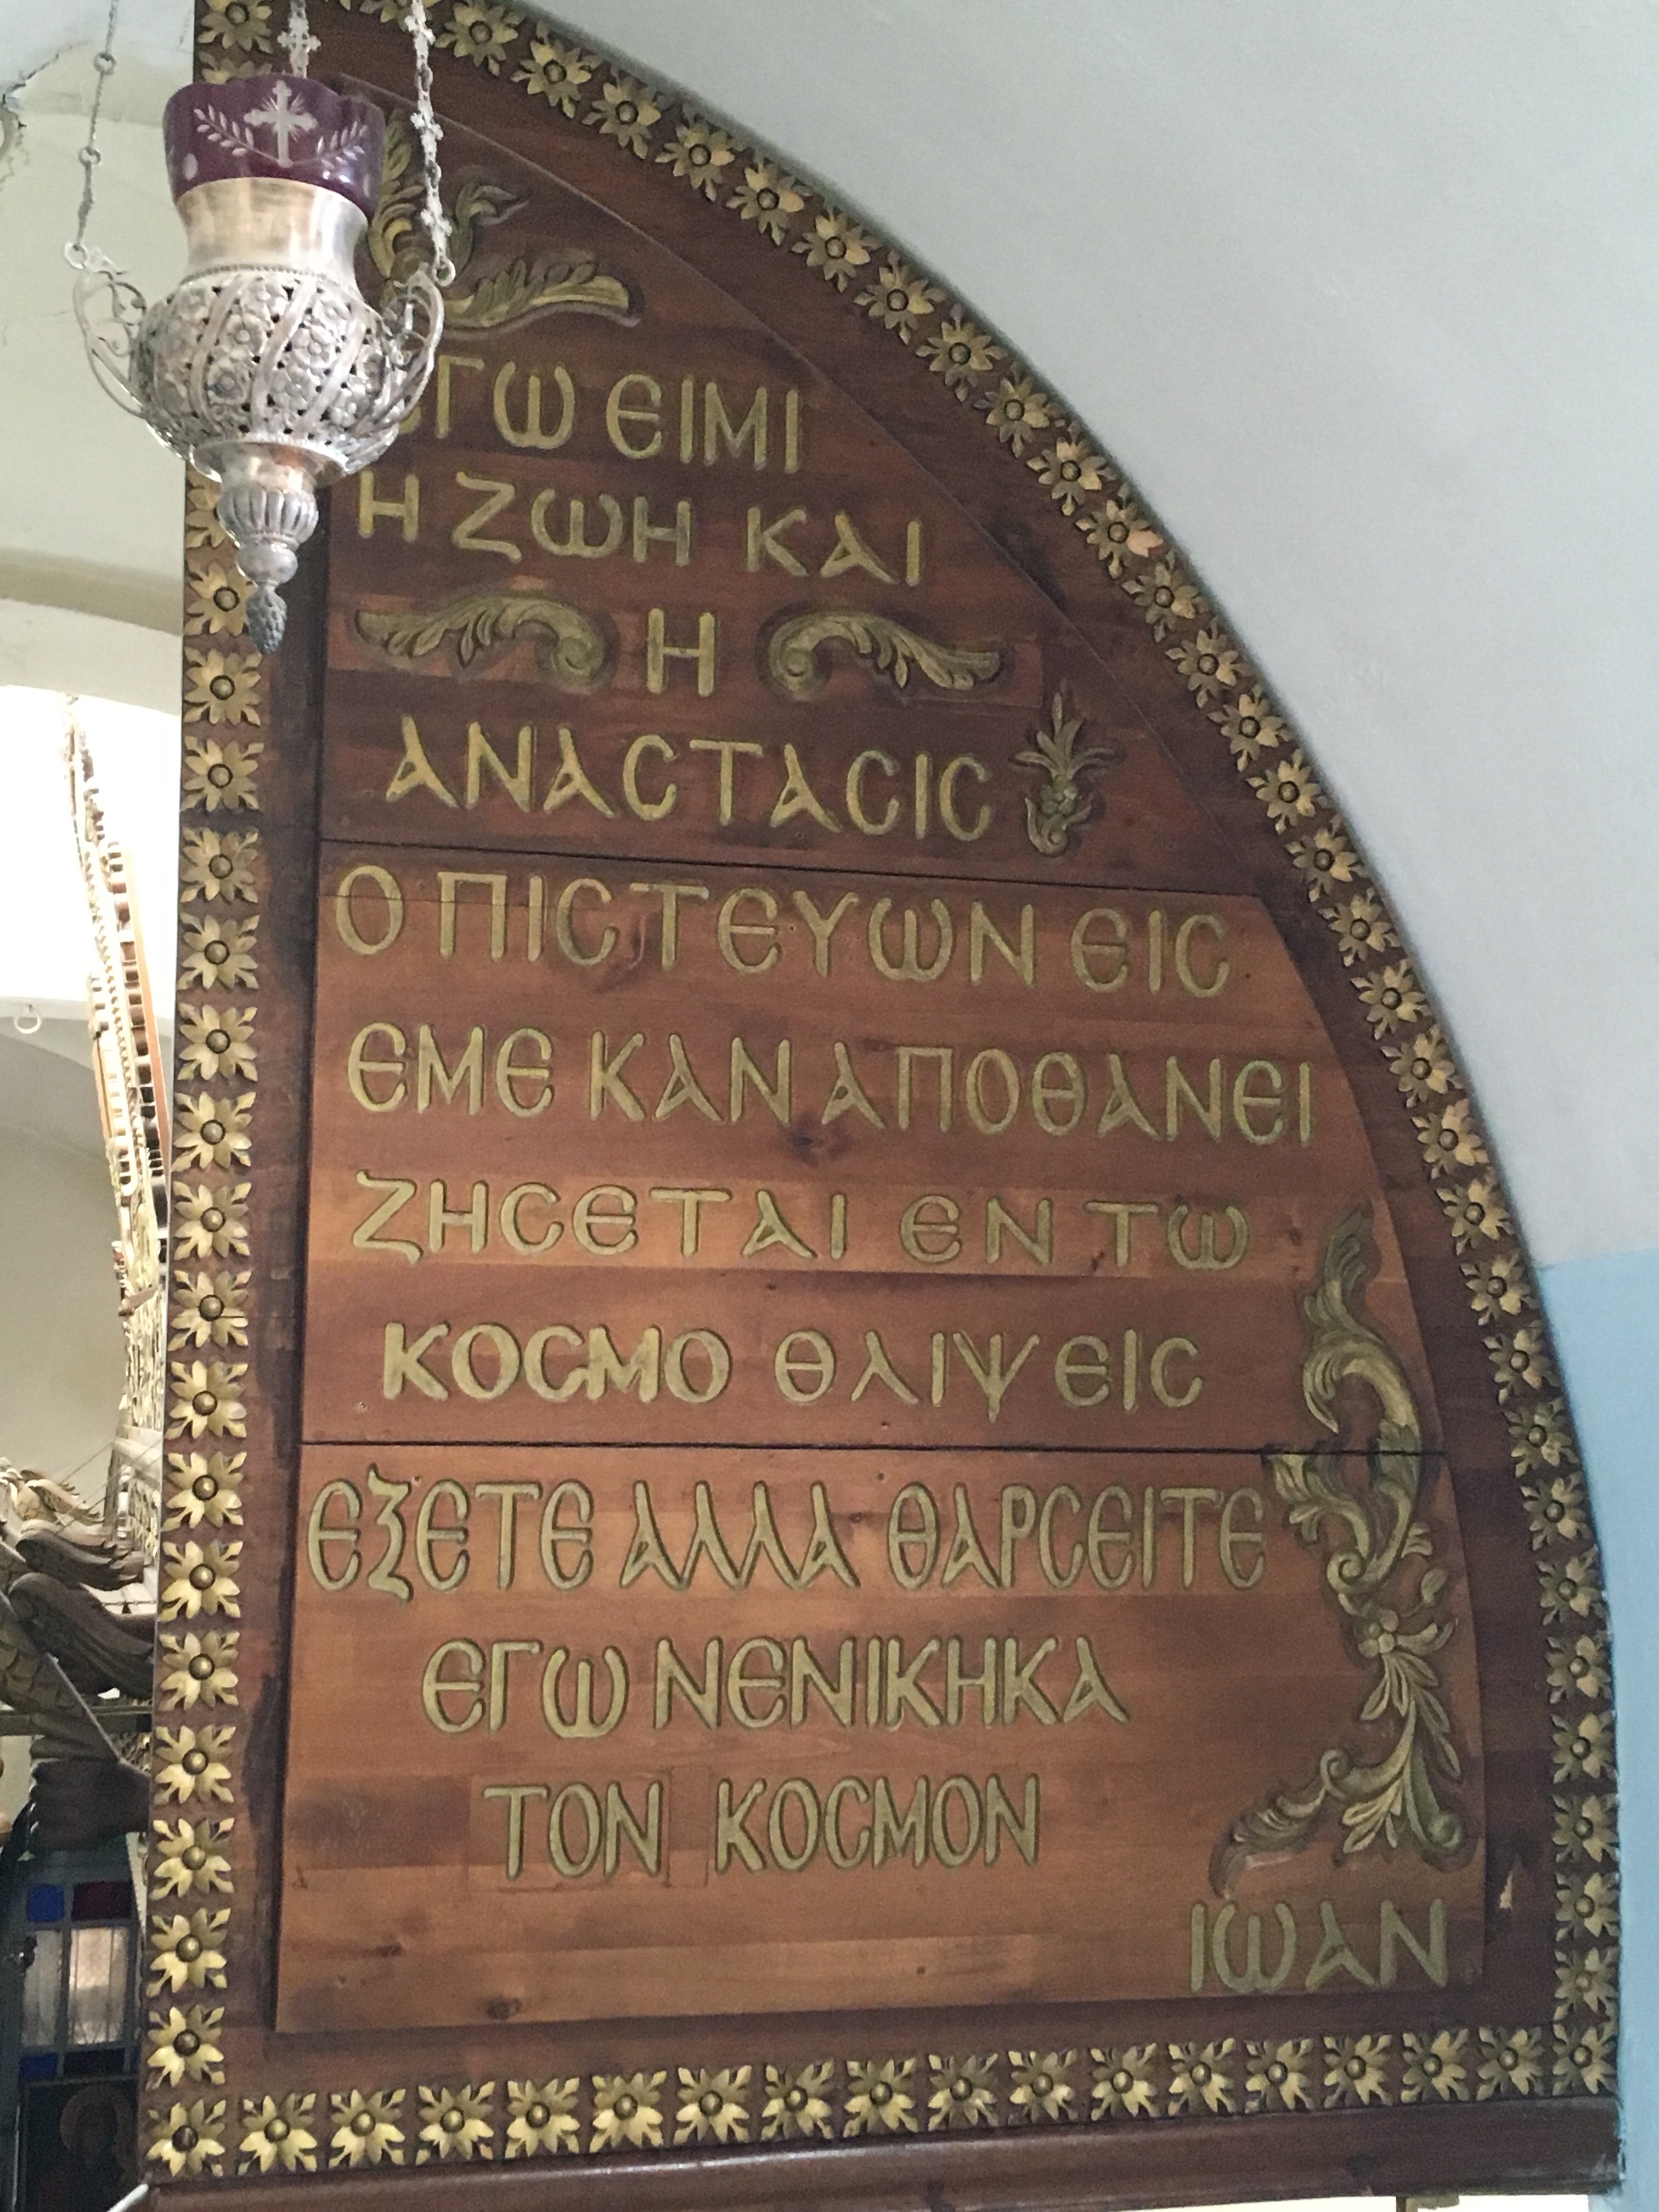 ΕΓΩ ΕΙΜΙ
Η ΖΩΗ ΚΑΙ
Η
ΑΝΑCΤΑCΙC
Ο ΠΙCΤΕΥΩΝ ΕΙC
ΕΜΕ ΚΑΝ ΑΠΟΘΑΝΕΙ
ΖΗCΕΤΑΙ ΕΝ ΤΩ
ΚΟCΜΟ ΘΛΙΨΕΙC
ΕΞΕΤΕ ΑΛΛΑ ΘΑΡCΕΙΤΕ
ΕΓΩ ΝΕΝΙΚΗΚΑ
ΤΟΝ ΚΟCΜΟΝ
ΙΩΑΝ